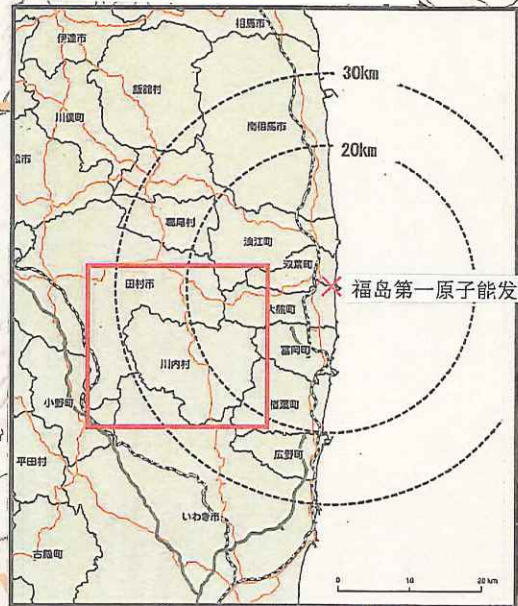 相馬市
伊達市
飯舘村
30km
川俣町
南相馬市
20km
葛尾村
浪江町
双葉町
田村市
福岛第一原子能发
大熊町
富岡町
川内村
楢葉町
小野町
広野町
平田村
いわき市
古殿町
0 10 20 km